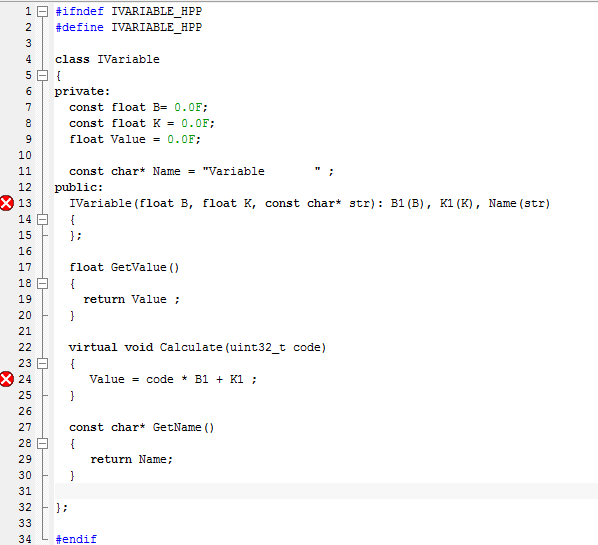 1 #ifndef IVARIABLE_HPP
2 #define IVARIABLE_HPP
3
4 class IVariable
5 {
6 private:
7 const float B= 0.0F;
8 const float K = 0.0F;
9 float Value = 0.0F;
10
11 const char* Name = "Variable       " ;
12 public:
13 IVariable(float B, float K, const char* str): B1(B), K1(K), Name(str)
14 {
15 };
16
17 float GetValue()
18 {
19 return Value ;
20 }
21
22 virtual void Calculate(uint32_t code)
23 {
24 Value = code * B1 + K1 ;
25 }
26
27 const char* GetName()
28 {
29 return Name;
30 }
31
32 };
33
34 #endif